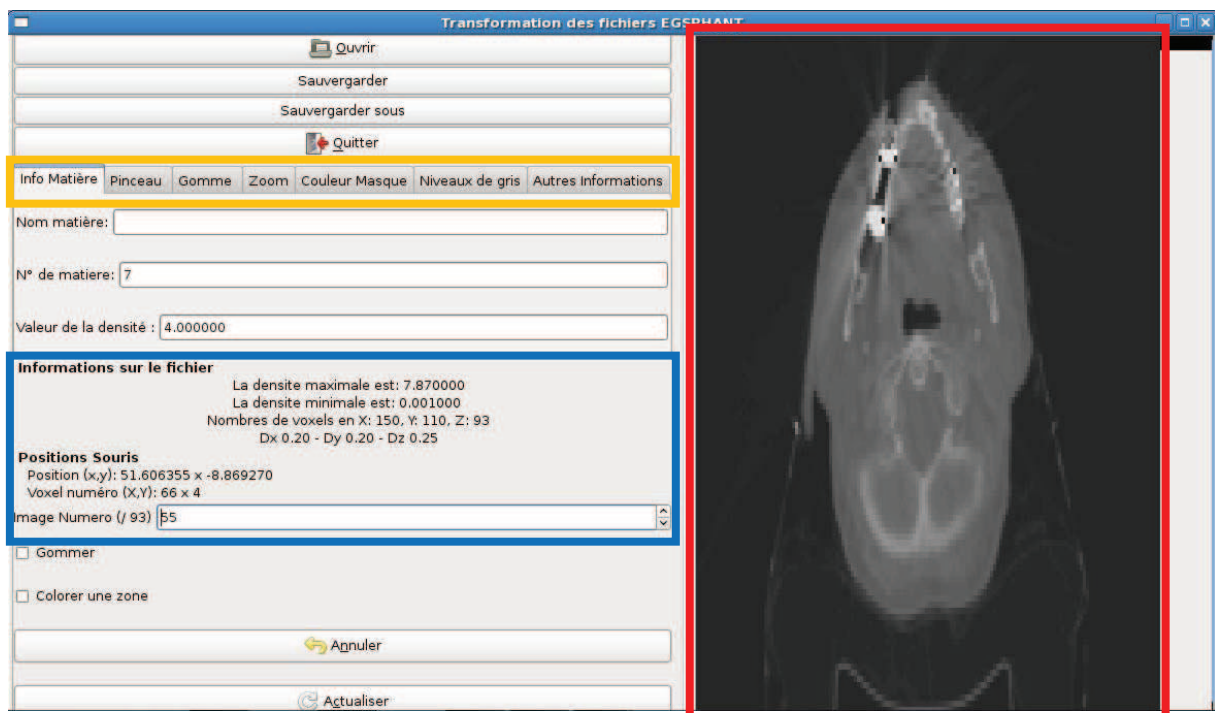 Transformation des fichiers EGSPHANT
Ouvrir
Sauvergarder
Sauvergarder sous
Quitter
Info Matière Pinceau Gomme Zoom Couleur Masque Niveaux de gris Autres Informations
Nom matière:
N° de matiere: 7
Valeur de la densité : 4.000000
Informations sur le fichier
La densite maximale est: 7.870000
La densite minimale est: 0.001000
Nombres de voxels en X: 150, Y: 110, Z: 93
Dx 0.20 - Dy 0.20 - Dz 0.25
Positions Souris
Position (x,y): 51.606355 x -8.869270
Voxel numéro (X,Y): 66 x 4
Image Numero (/ 93) 55
Gommer
Colorer une zone
Annuler
Actualiser